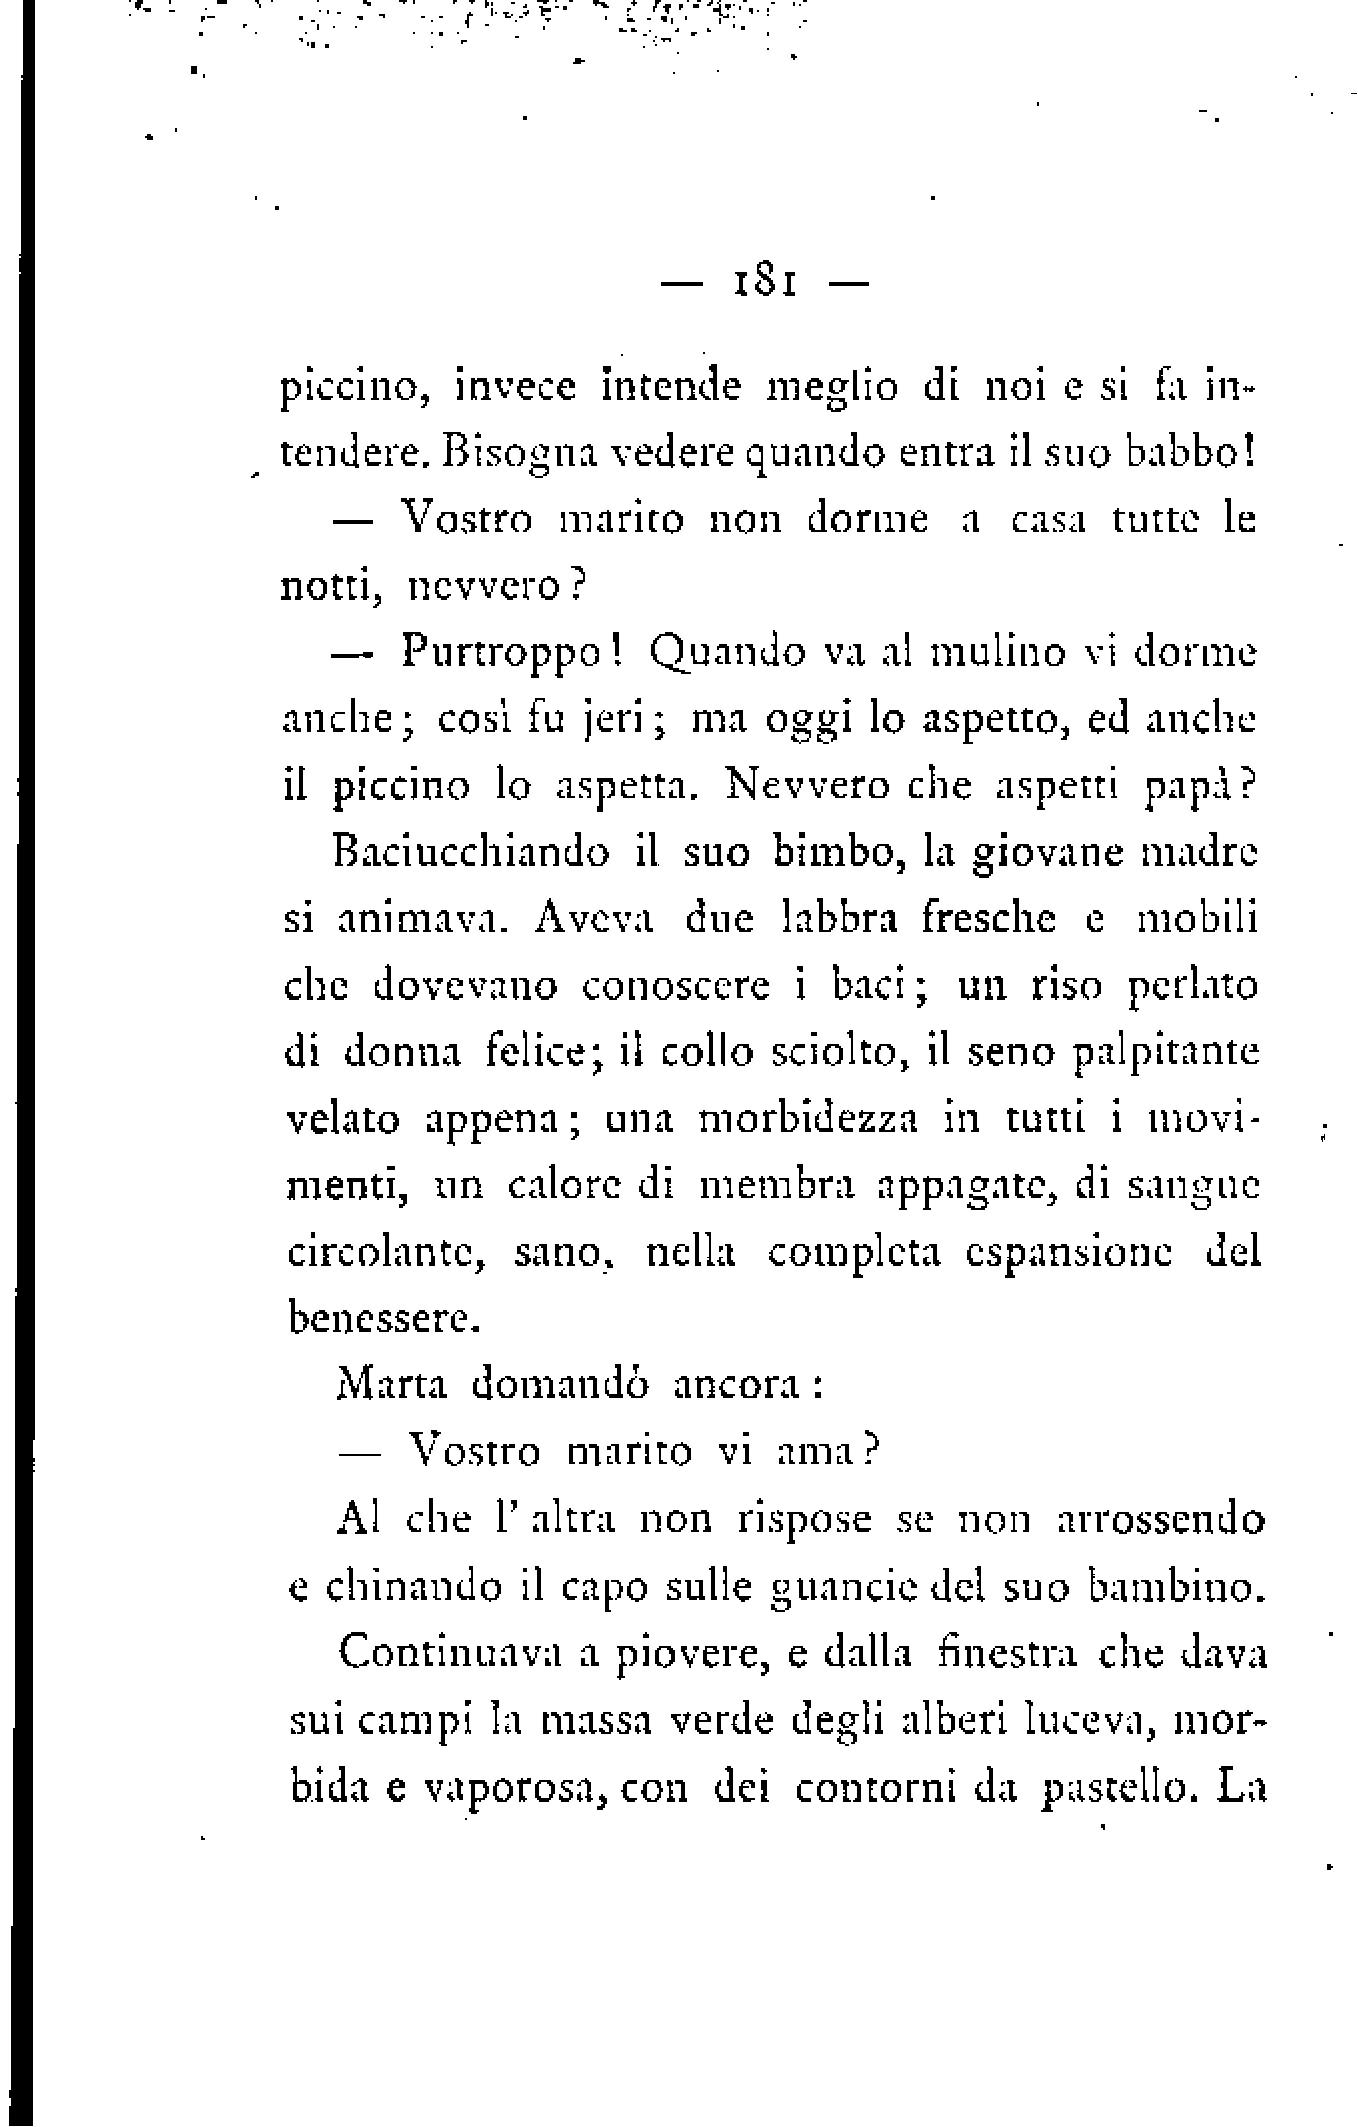 — 181 —
piccino, invece intende meglio di noi e si fa in-
tendere. Bisogna vedere quando entra il suo babbo!
— Vostro marito non dorme a casa tutte le
notti, nevvero?
— Purtroppo! Quando va al mulino vi dorme
anche; così fu jeri; ma oggi lo aspetto, ed anche
il piccino lo aspetta. Nevvero che aspetti papà?
Baciucchiando il suo bimbo, la giovane madre
si animava. Aveva due labbra fresche e mobili
che dovevano conoscere i baci; un riso perlato
di donna felice; il collo sciolto, il seno palpitante
velato appena; una morbidezza in tutti i movi-
menti, un calore di membra appagate, di sangue
circolante, sano, nella completa espansione del
benessere.
Marta domandò ancora:
— Vostro marito vi ama?
Al che l'altra non rispose se non arrossendo
e chinando il capo sulle guancie del suo bambino.
Continuava a piovere, e dalla finestra che dava
sui campi la massa verde degli alberi luceva, mor-
bida e vaporosa, con dei contorni da pastello. La